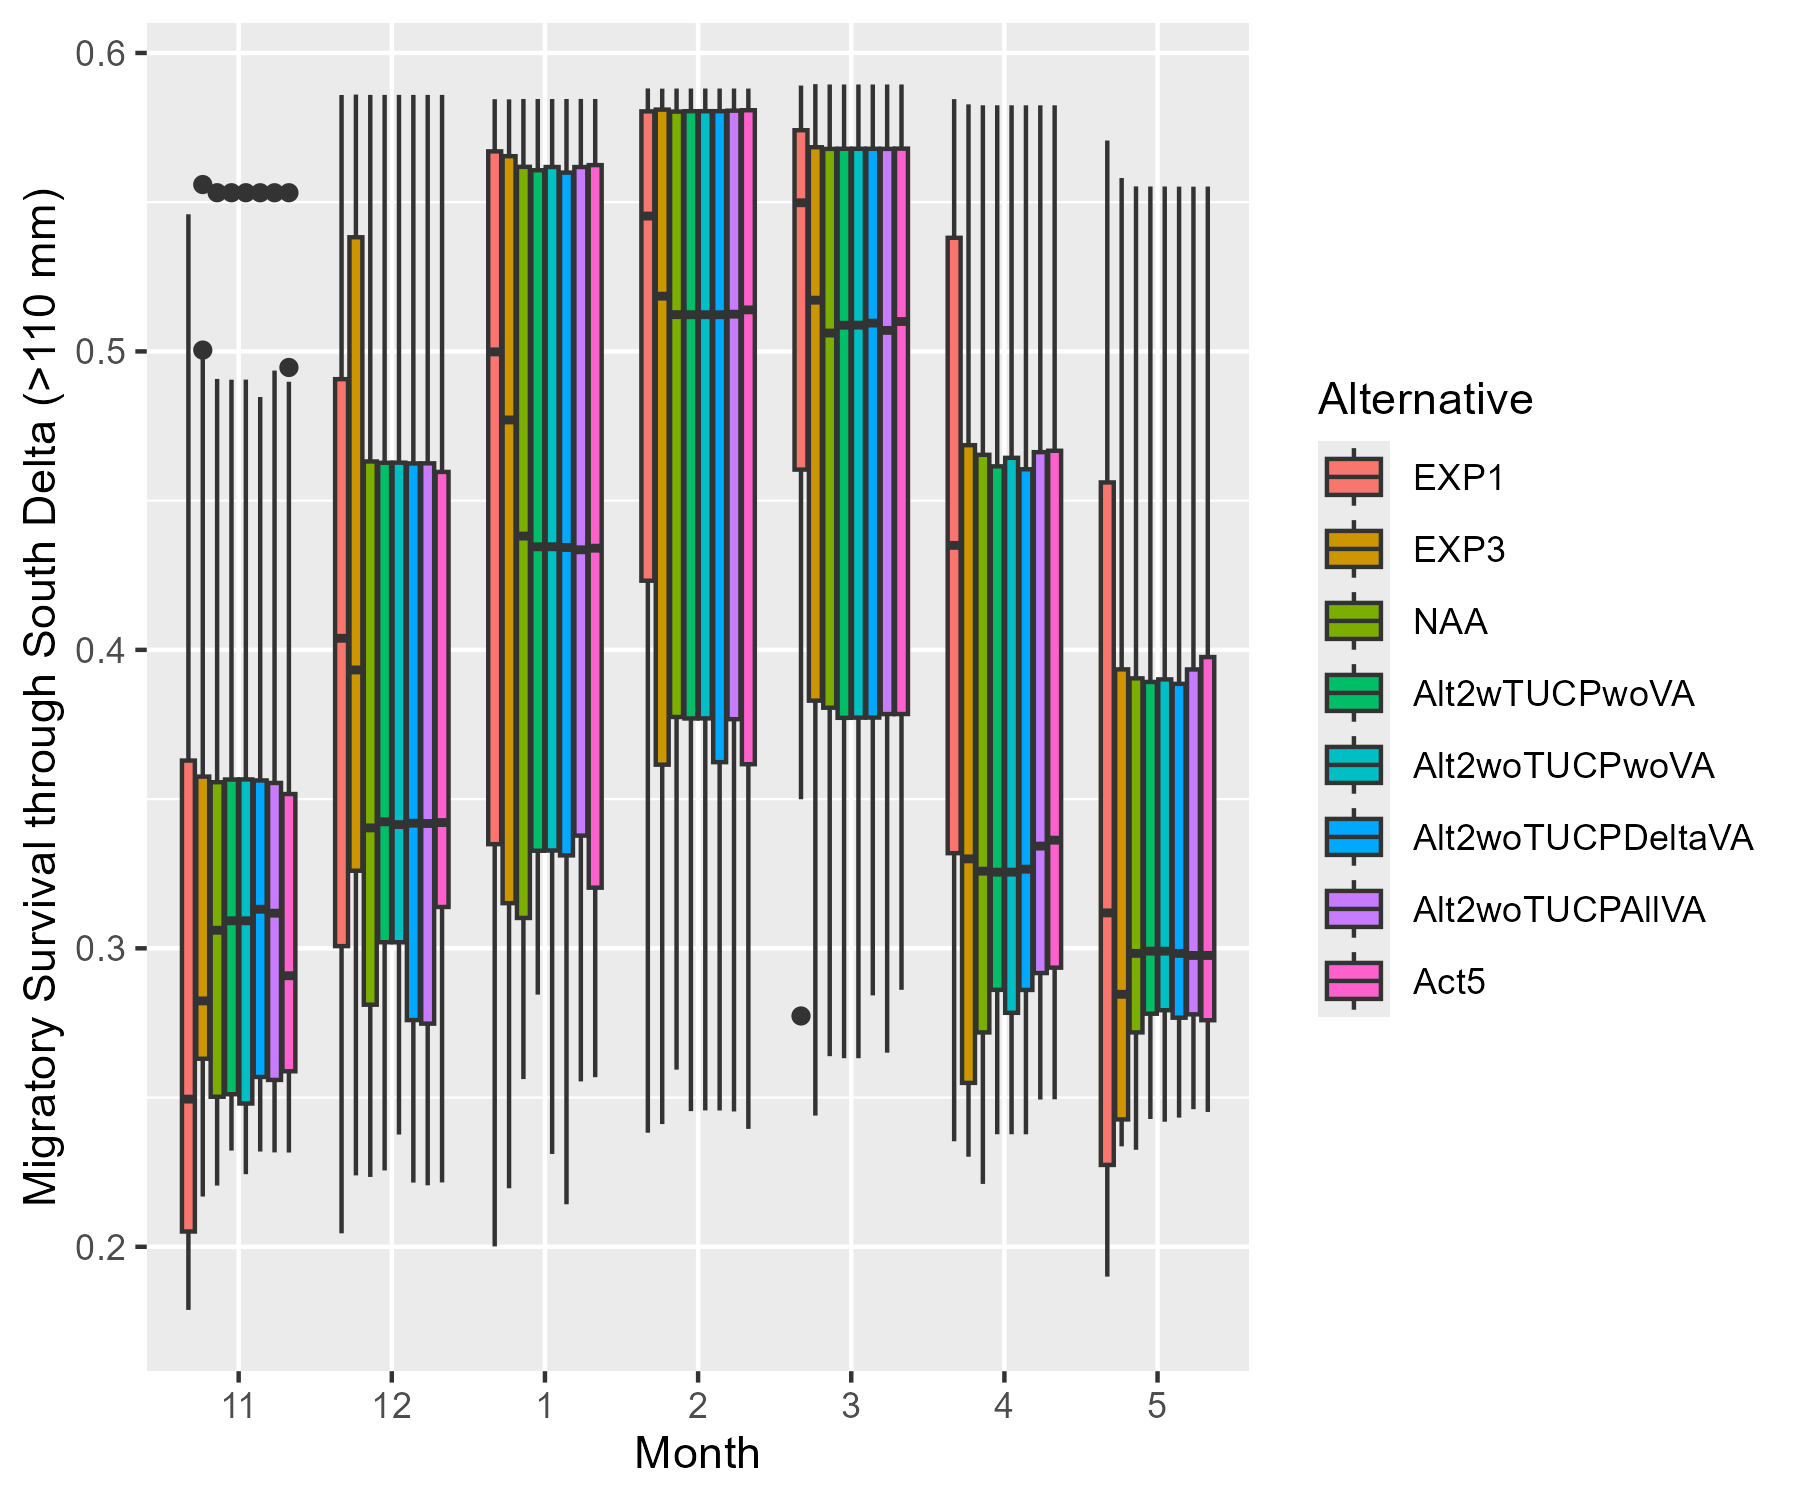 Migratory Survival through South Delta (>110 mm)
0.6
0.5
0.4
0.3
0.2
11 12 1 2 3 4 5
Month
Alternative
EXP1
EXP3
NAA
Alt2wTUCPwoVA
Alt2woTUCPwoVA
Alt2woTUCPDeltaVA
Alt2woTUCPAllVA
Act5